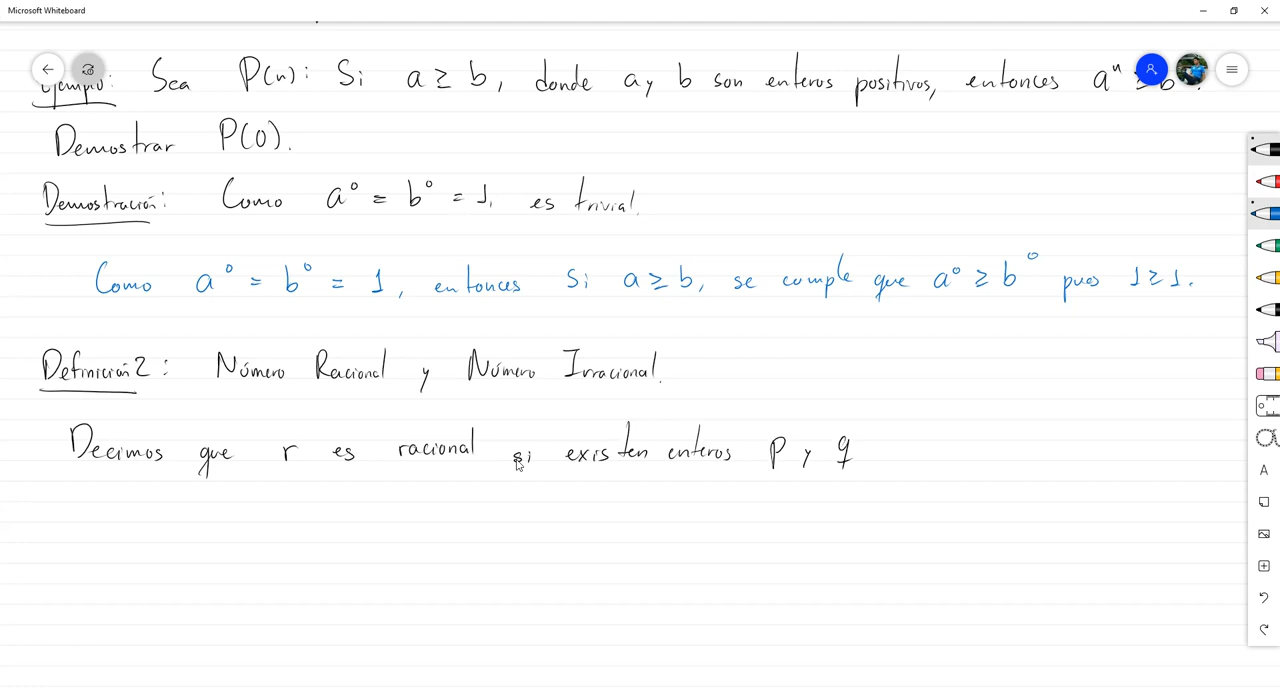 Microsoft Whiteboard
Ejemplo: Sea P(n): Si a ≥ b, donde a y b son enteros positivos, entonces aⁿ ≥ b
Demostrar P(0).
Demostración: Como a⁰ = b⁰ = 1, es trivial.
Como a⁰ = b⁰ = 1, entonces si a ≥ b, se cumple que a⁰ ≥ b⁰ pues 1 ≥ 1.
Definición 2: Número Racional y Número Irracional.
Decimos que r es racional si existen enteros p y q